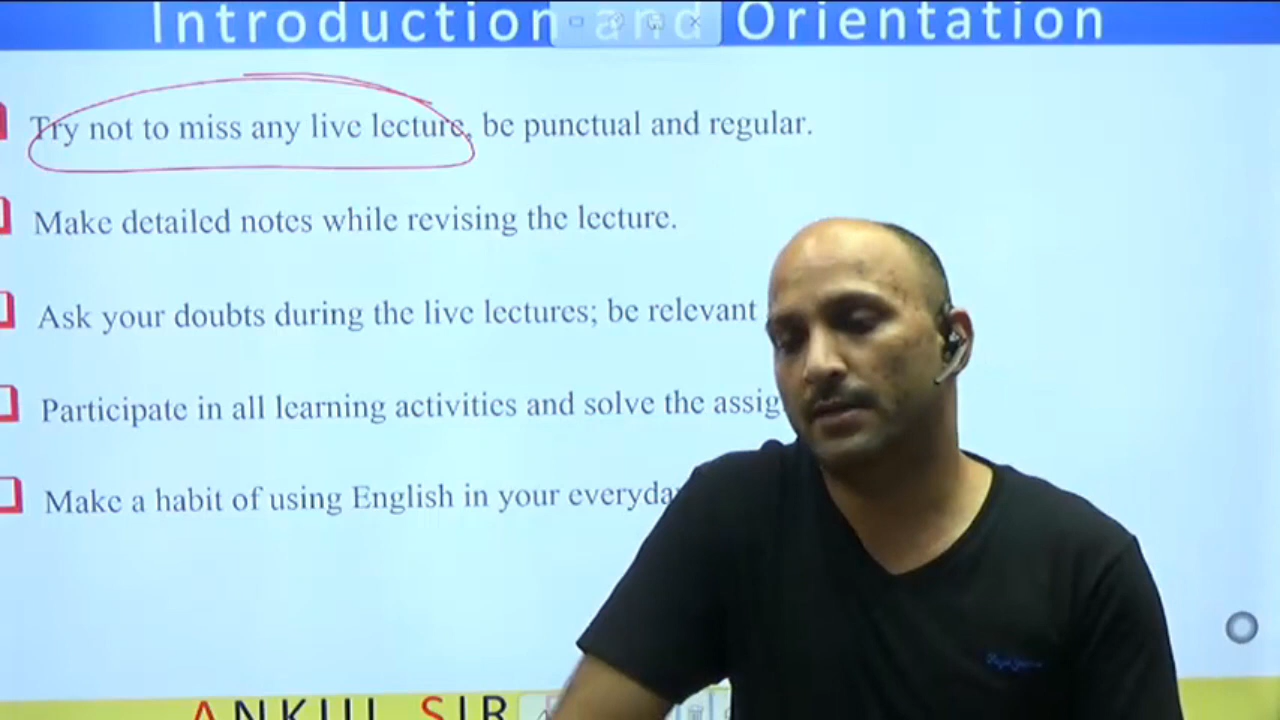 Introduction and Orientation
Try not to miss any live lecture, be punctual and regular.
Make detailed notes while revising the lecture.
Ask your doubts during the live lectures; be relevant
Participate in all learning activities and solve the
Make a habit of using English in your
SIR